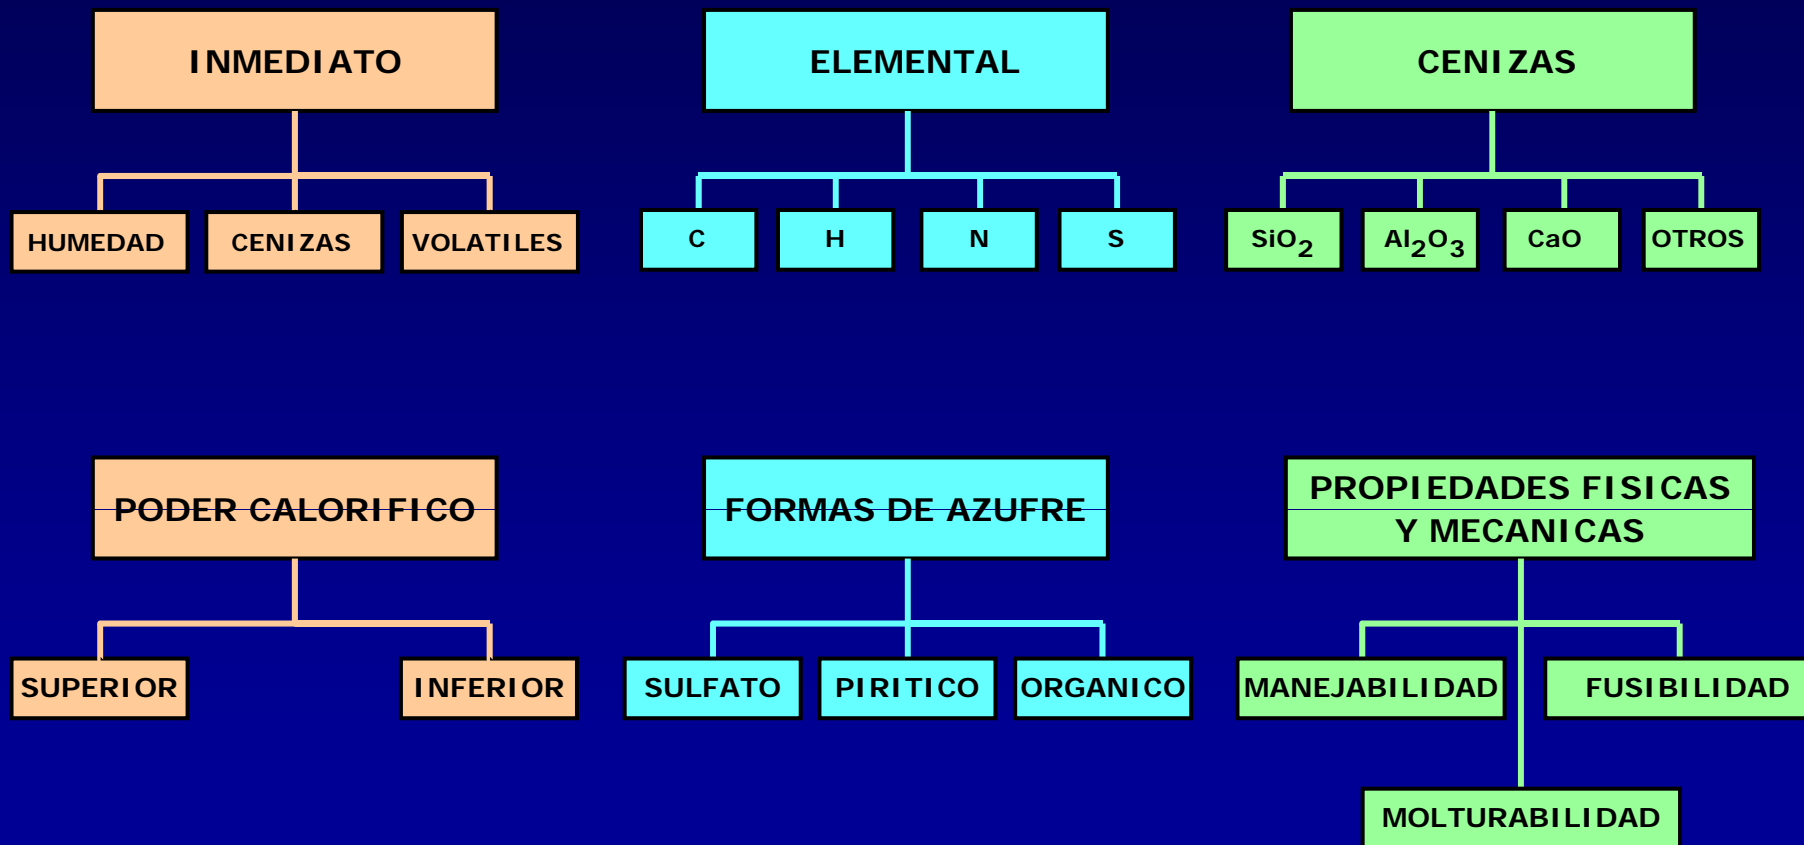 INMEDIATO
ELEMENTAL
CENIZAS
HUMEDAD
CENIZAS
VOLATILES
C
H
N
S
SiO₂
Al₂O₃
CaO
OTROS
PODER CALORIFICO
FORMAS DE AZUFRE
PROPIEDADES FISICAS
Y MECANICAS
SUPERIOR
INFERIOR
SULFATO
PIRITICO
ORGANICO
MANEJABILIDAD
FUSIBILIDAD
MOLTURABILIDAD